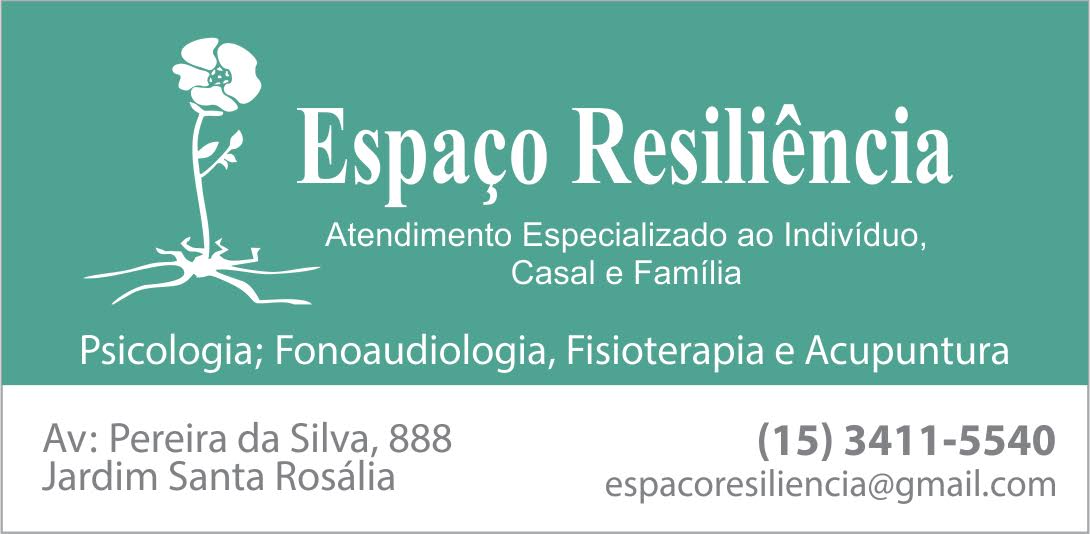 Espaço Resiliência
Atendimento Especializado ao Indivíduo,
Casal e Família
Psicologia; Fonoaudiologia, Fisioterapia e Acupuntura
Av: Pereira da Silva, 888
Jardim Santa Rosália
(15) 3411-5540
espacoresiliencia@gmail.com